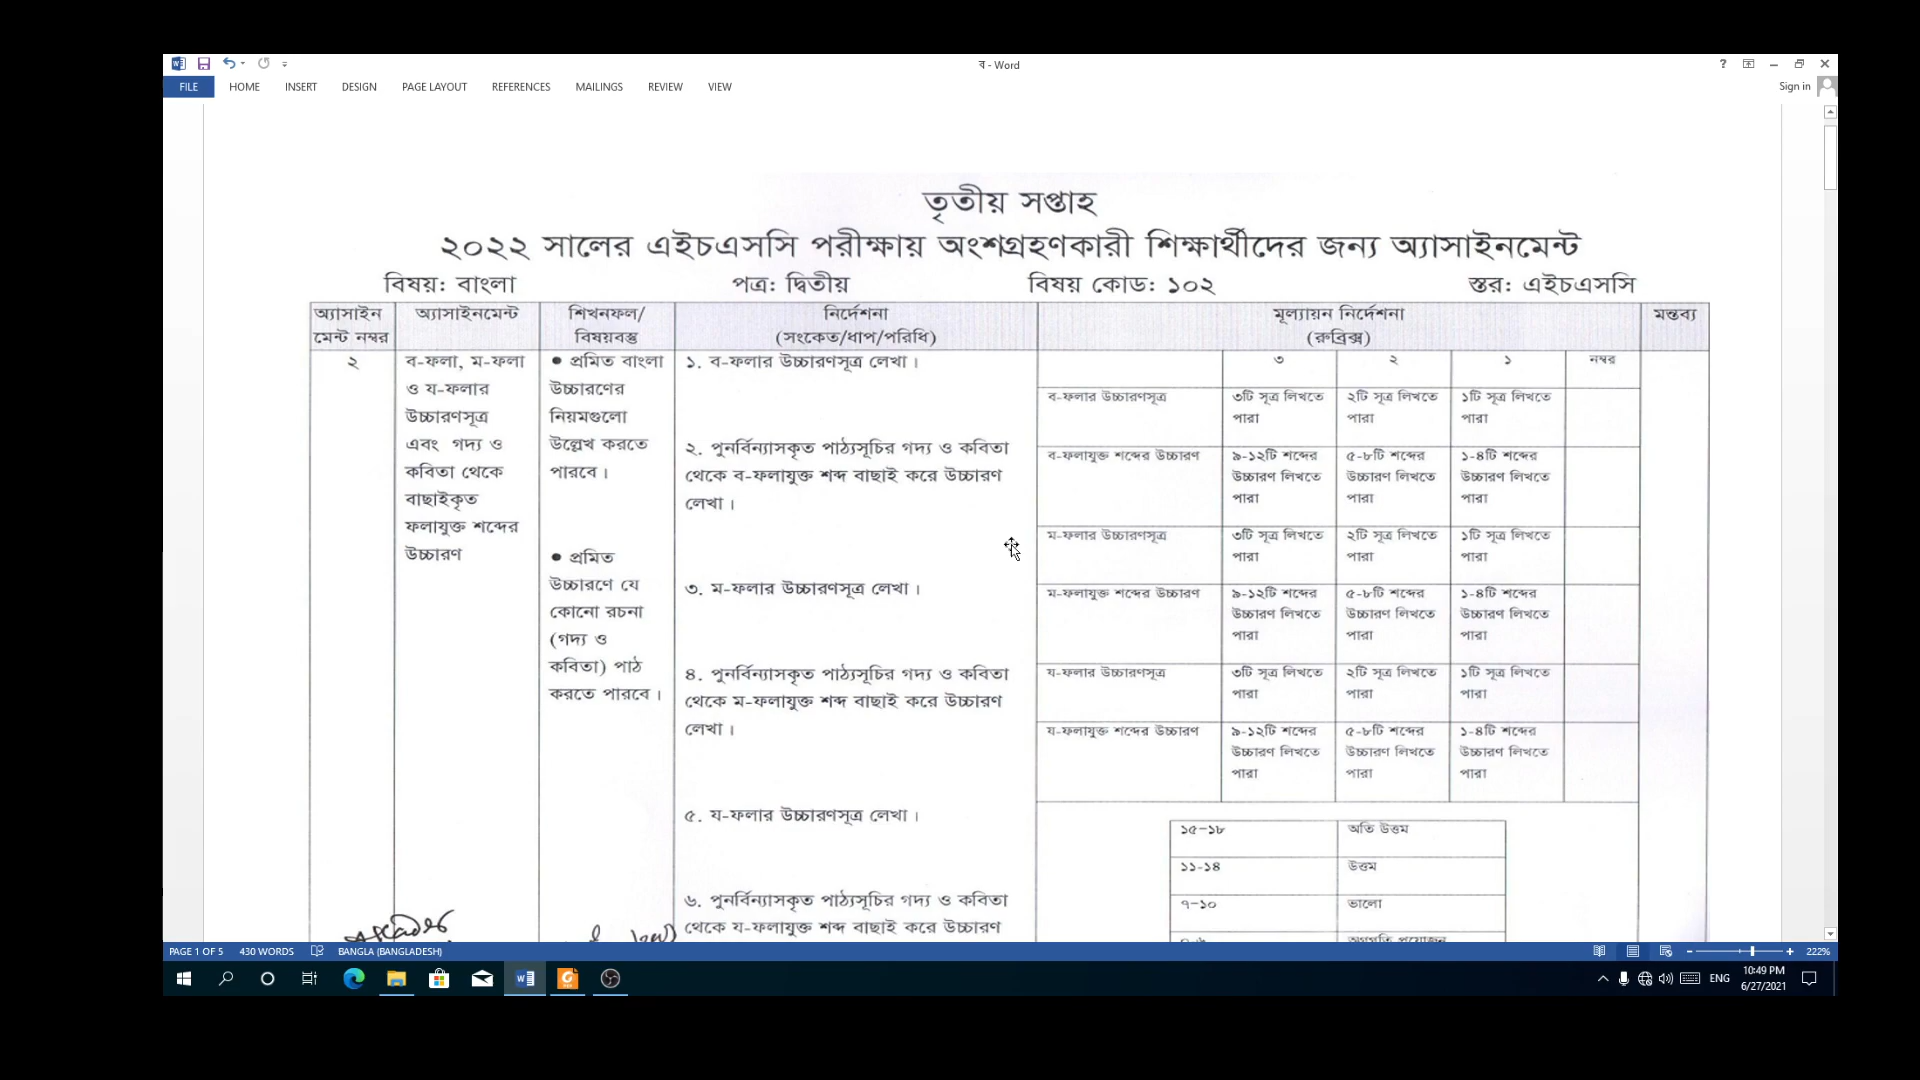 ব - Word
FILE HOME INSERT DESIGN PAGE LAYOUT REFERENCES MAILINGS REVIEW VIEW
Sign in
তৃতীয় সপ্তাহ
২০২২ সালের এইচএসসি পরীক্ষায় অংশগ্রহণকারী শিক্ষার্থীদের জন্য অ্যাসাইনমেন্ট
বিষয়: বাংলা পত্র: দ্বিতীয় বিষয় কোড: ১০২ স্তর: এইচএসসি
অ্যাসাইন
মেন্ট নম্বর
অ্যাসাইনমেন্ট
শিখনফল/
বিষয়বস্তু
নির্দেশনা
(সংকেত/ধাপ/পরিধি)
মূল্যায়ন নির্দেশনা
(রুব্রিক্স)
মন্তব্য
২
ব-ফলা, ম-ফলা
ও য-ফলার
উচ্চারণসূত্র
এবং গদ্য ও
কবিতা থেকে
বাছাইকৃত
ফলাযুক্ত শব্দের
উচ্চারণ
● প্রমিত বাংলা
উচ্চারণের
নিয়মগুলো
উল্লেখ করতে
পারবে।
● প্রমিত
উচ্চারণে যে
কোনো রচনা
(গদ্য ও
কবিতা) পাঠ
করতে পারবে।
১. ব-ফলার উচ্চারণসূত্র লেখা।
২. পুনর্বিন্যাসকৃত পাঠ্যসূচির গদ্য ও কবিতা
থেকে ব-ফলাযুক্ত শব্দ বাছাই করে উচ্চারণ
লেখা।
৩. ম-ফলার উচ্চারণসূত্র লেখা।
৪. পুনর্বিন্যাসকৃত পাঠ্যসূচির গদ্য ও কবিতা
থেকে ম-ফলাযুক্ত শব্দ বাছাই করে উচ্চারণ
লেখা।
৫. য-ফলার উচ্চারণসূত্র লেখা।
৬. পুনর্বিন্যাসকৃত পাঠ্যসূচির গদ্য ও কবিতা
থেকে য-ফলাযুক্ত শব্দ বাছাই করে উচ্চারণ
৩ ২ ১ নম্বর
ব-ফলার উচ্চারণসূত্র ৩টি সূত্র লিখতে ২টি সূত্র লিখতে ১টি সূত্র লিখতে
পারা পারা পারা
ব-ফলাযুক্ত শব্দের উচ্চারণ ৯-১২টি শব্দের ৫-৮টি শব্দের ১-৪টি শব্দের
উচ্চারণ লিখতে উচ্চারণ লিখতে উচ্চারণ লিখতে
পারা পারা পারা
ম-ফলার উচ্চারণসূত্র ৩টি সূত্র লিখতে ২টি সূত্র লিখতে ১টি সূত্র লিখতে
পারা পারা পারা
ম-ফলাযুক্ত শব্দের উচ্চারণ ৯-১২টি শব্দের ৫-৮টি শব্দের ১-৪টি শব্দের
উচ্চারণ লিখতে উচ্চারণ লিখতে উচ্চারণ লিখতে
পারা পারা পারা
য-ফলার উচ্চারণসূত্র ৩টি সূত্র লিখতে ২টি সূত্র লিখতে ১টি সূত্র লিখতে
পারা পারা পারা
য-ফলাযুক্ত শব্দের উচ্চারণ ৯-১২টি শব্দের ৫-৮টি শব্দের ১-৪টি শব্দের
উচ্চারণ লিখতে উচ্চারণ লিখতে উচ্চারণ লিখতে
পারা পারা পারা
১৫-১৮ অতি উত্তম
১১-১৪ উত্তম
৭-১০ ভালো
PAGE 1 OF 5 430 WORDS BANGLA (BANGLADESH) 222%
ENG 10:49 PM
6/27/2021